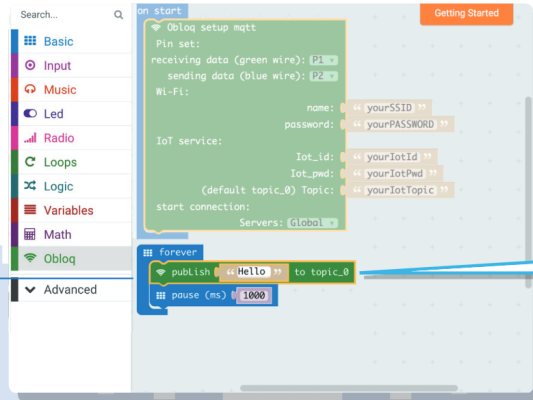 Search...
Basic
Input
Music
Led
Radio
Loops
Logic
Variables
Math
Obloq
Advanced
Getting Started
on start
Obloq setup mqtt
Pin set:
receiving data (green wire): P1
sending data (blue wire): P2
Wi-Fi:
name: “ yourSSID ”
password: “ yourPASSWORD ”
IoT service:
Iot_id: “ yourIotId ”
Iot_pwd: “ yourIotPwd ”
(default topic_0) Topic: “ yourIotTopic ”
start connection:
Servers: Global
forever
pubLish “ Hello ” to topic_0
pause (ms) 1000